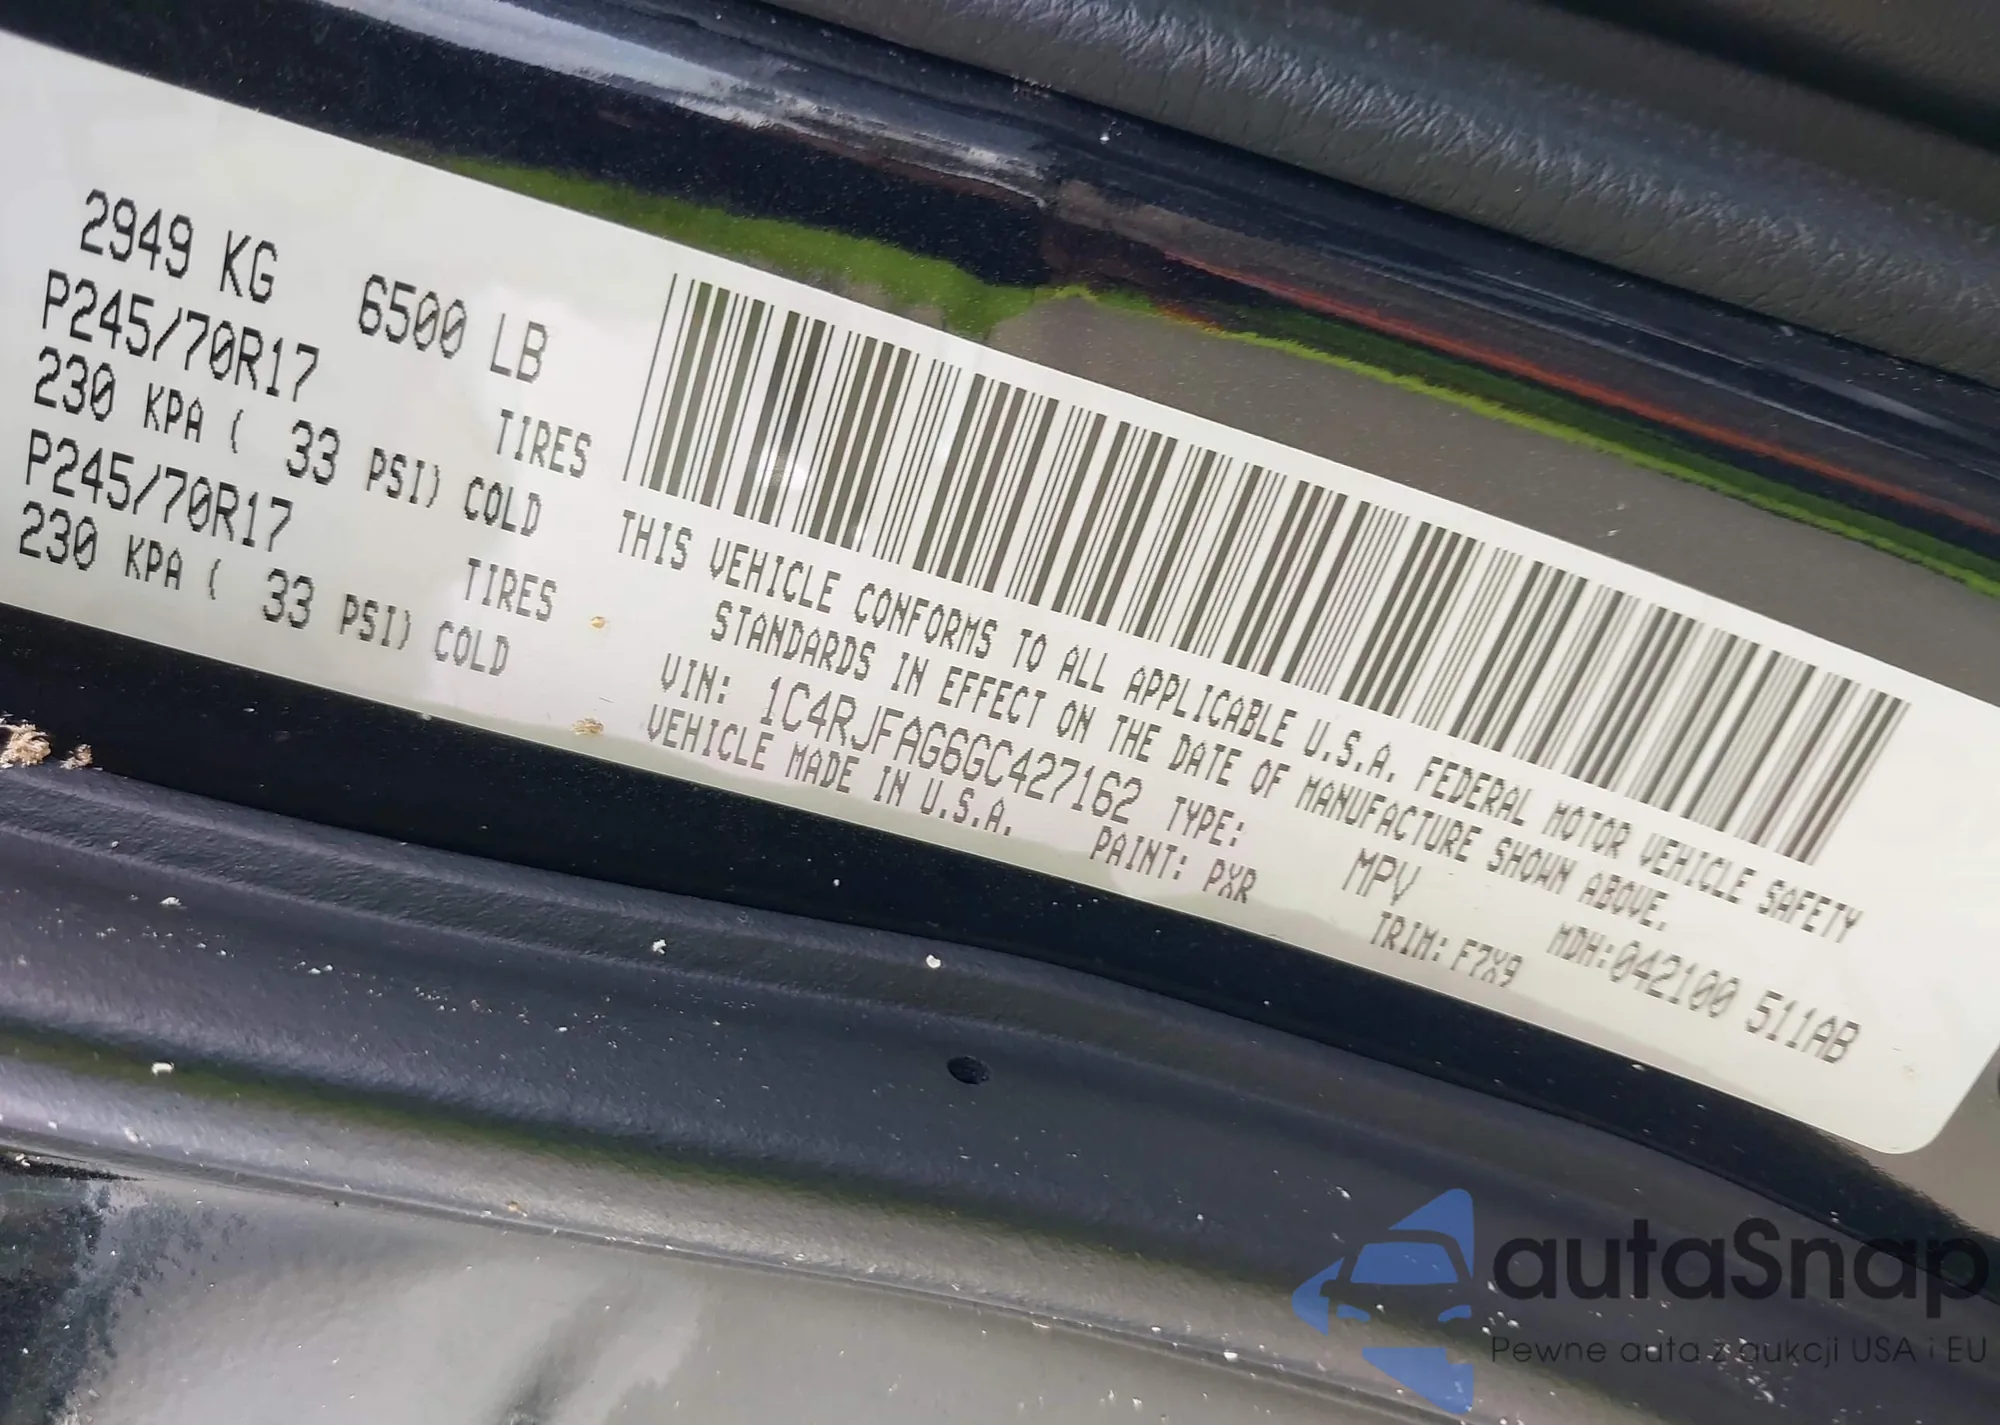 2949 KG 6500 LB
P245/70R17 TIRES
230 KPA ( 33 PSI) COLD
P245/70R17 TIRES
230 KPA ( 33 PSI) COLD
THIS VEHICLE CONFORMS TO ALL APPLICABLE U.S.A. FEDERAL MOTOR VEHICLE SAFETY
STANDARDS IN EFFECT ON THE DATE OF MANUFACTURE SHOWN ABOVE.
VIN: 1C4RJFAG6GC427162 TYPE: MPV MDH:042100 511AB
VEHICLE MADE IN U.S.A. PAINT: PXR TRIM: F7X9
autaSnap
Pewne auta z aukcji USA i EU